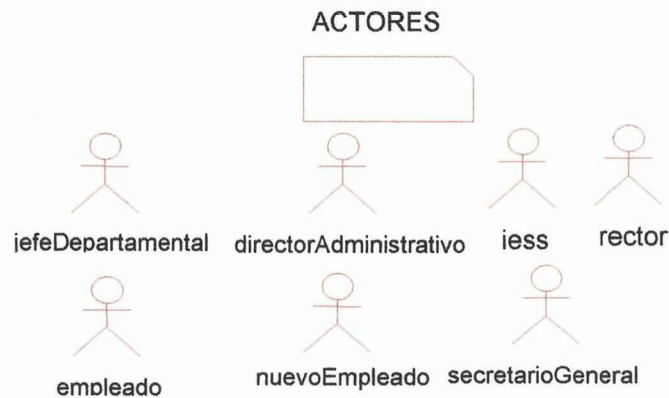 ACTORES
jefeDepartamental directorAdministrativo iess rector
empleado nuevoEmpleado secretarioGeneral